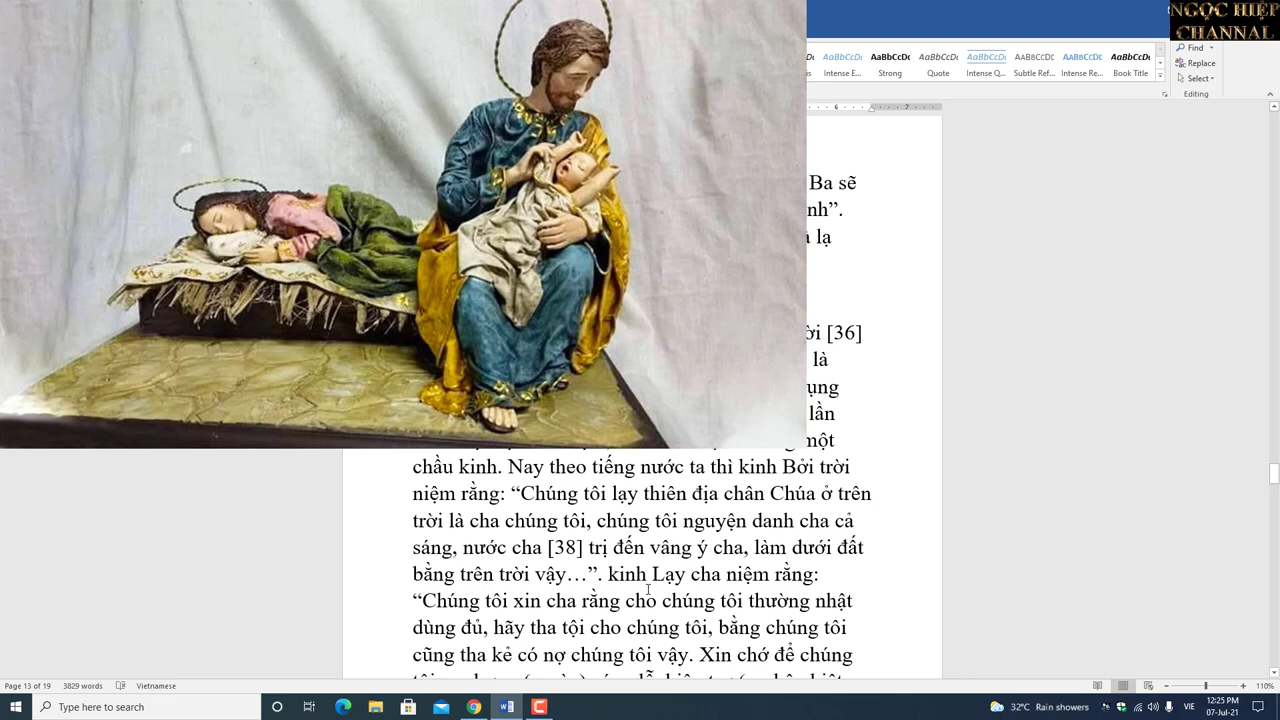 NGỌC HIỆP
CHANNAL
Find
Replace
Select
Editing
AaBbCcDc AaBbCcDc AaBbCcDc AaBbCcDc AaBbCcDc AaBbCcDc AaBbCcDc
Intense E... Strong Quote Intense Q... Subtle Ref... Intense Re... Book Title
6 7
Ba sẽ
nh”.
lạ
[36]
là
lần
một
chầu kinh. Nay theo tiếng nước ta thì kinh Bởi trời
niệm rằng: “Chúng tôi lạy thiên địa chân Chúa ở trên
trời là cha chúng tôi, chúng tôi nguyện danh cha cả
sáng, nước cha [38] trị đến vâng ý cha, làm dưới đất
bằng trên trời vậy…”. kinh Lạy cha niệm rằng:
“Chúng tôi xin cha rằng cho chúng tôi thường nhật
dùng đủ, hãy tha tội cho chúng tôi, bằng chúng tôi
cũng tha kẻ có nợ chúng tôi vậy. Xin chớ để chúng
Page 13 of 19 3829 words Vietnamese 110%
Type here to search
32°C Rain showers VIE 12:25 PM
07-Jul-21